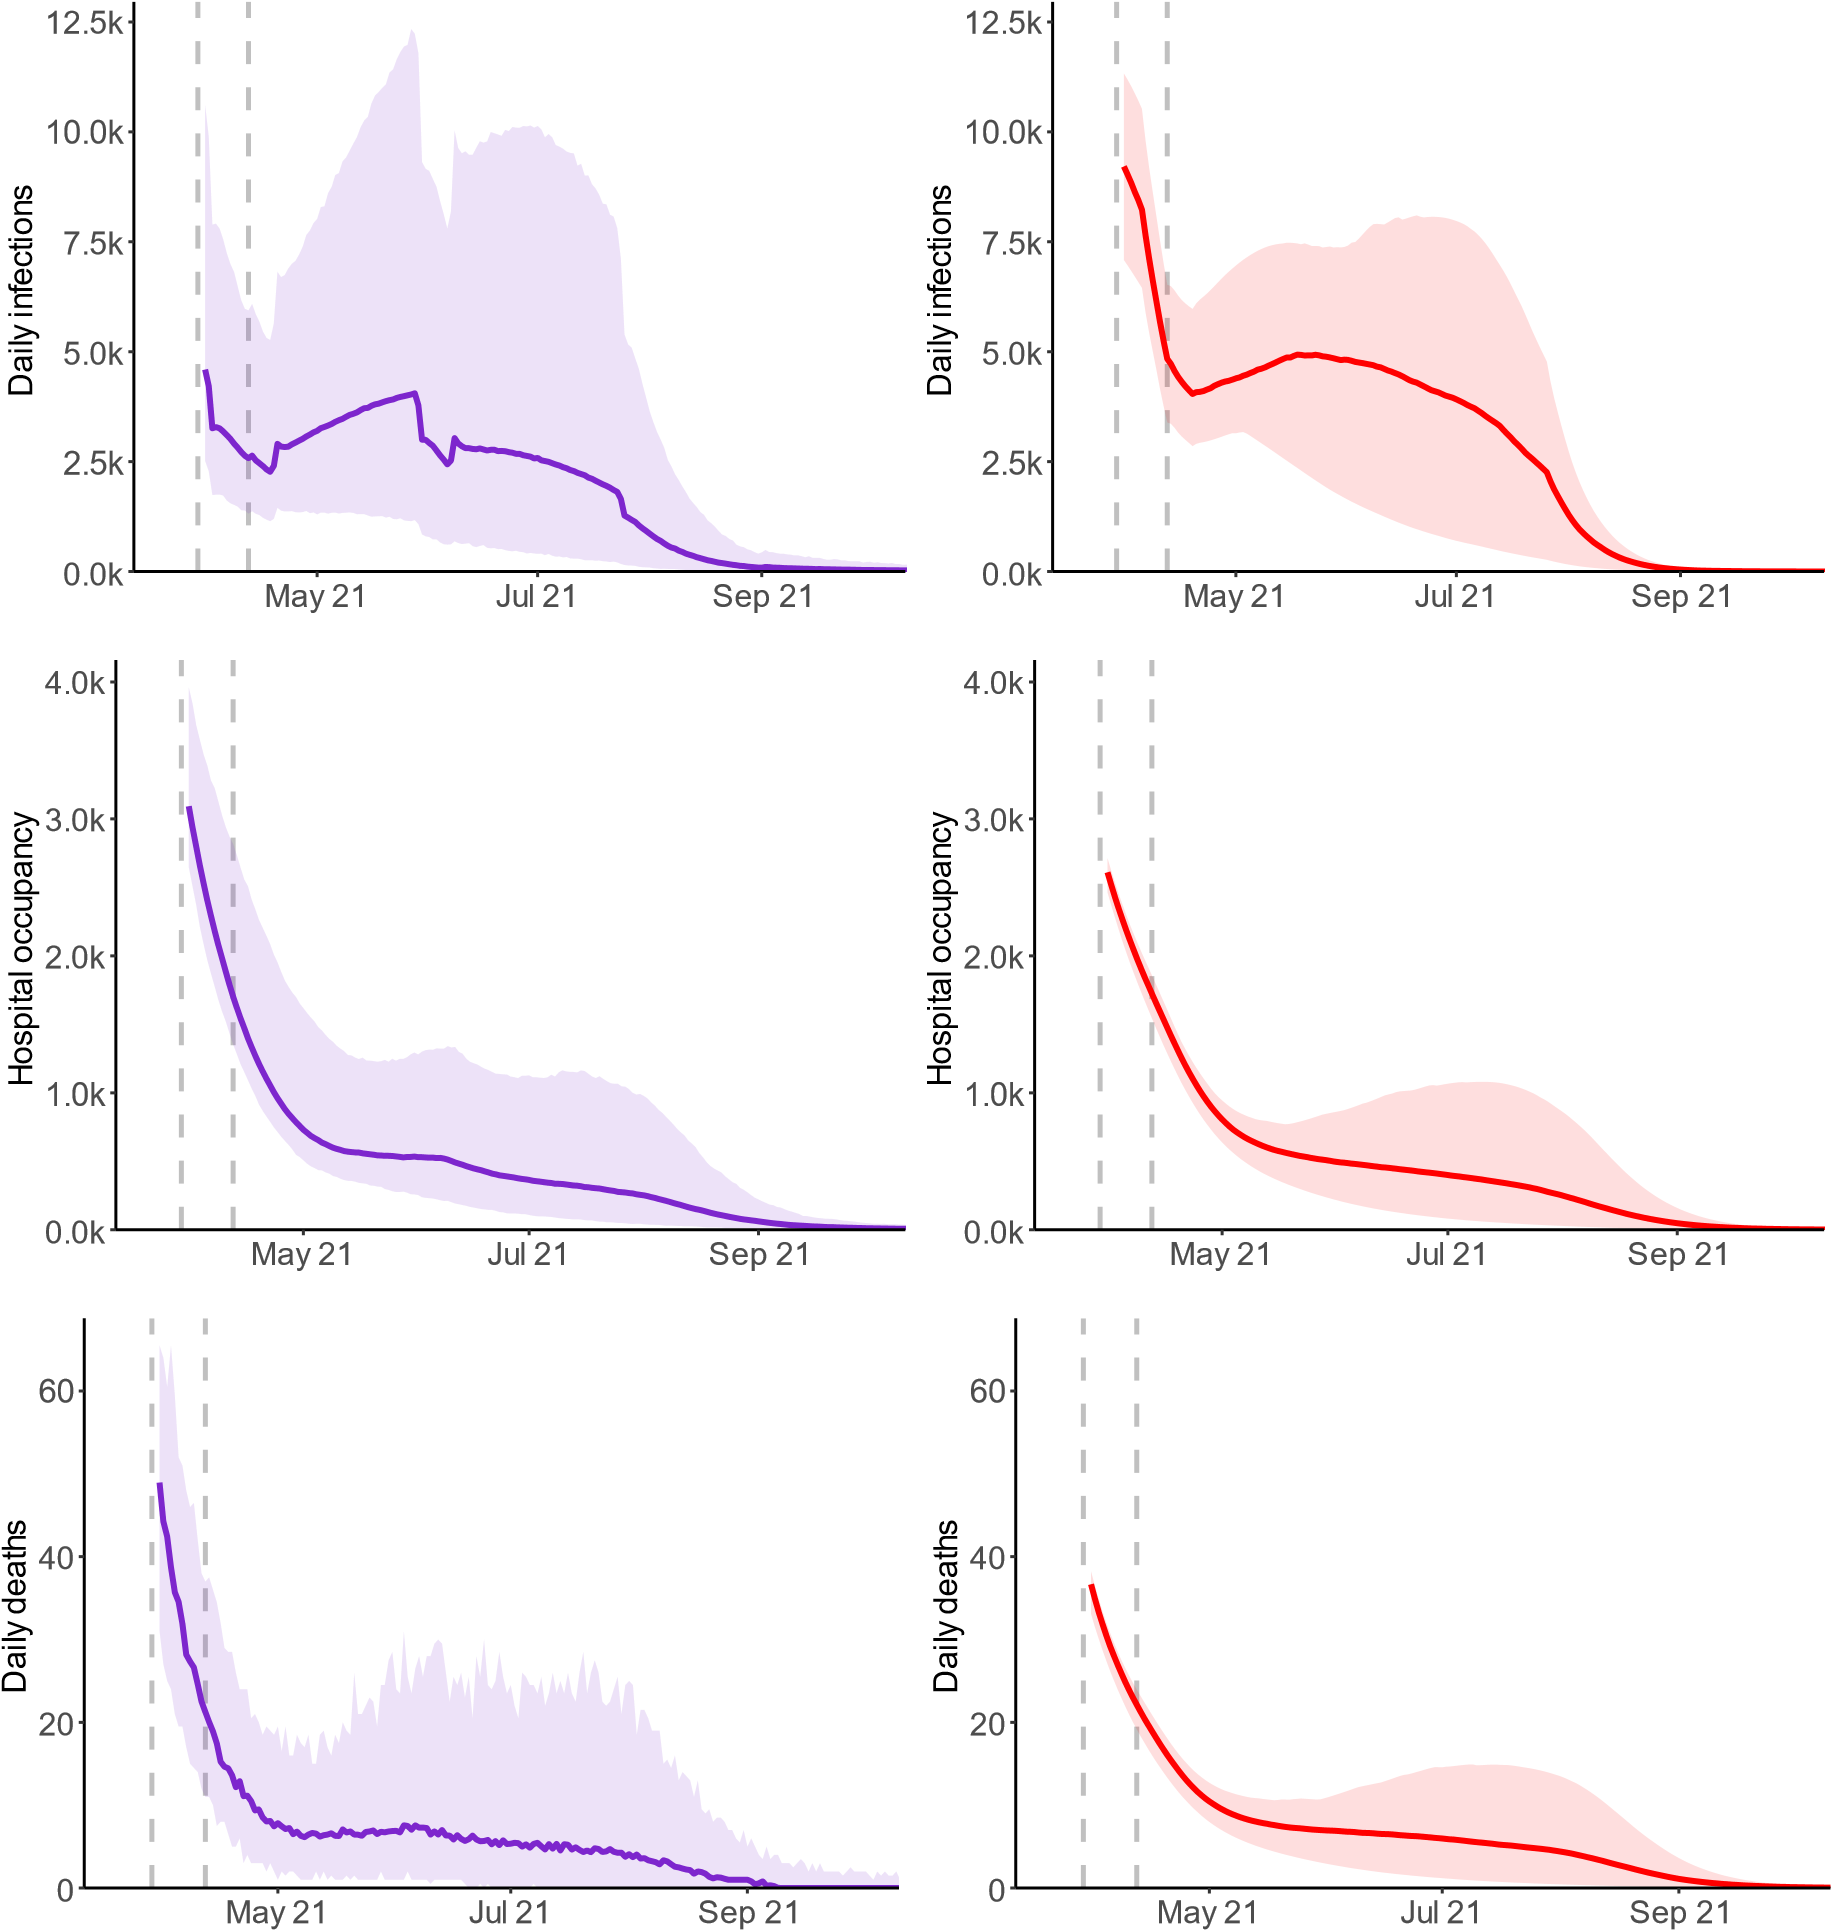 Daily infections
12.5k
10.0k
7.5k
5.0k
2.5k
0.0k
May 21 Jul 21 Sep 21
Daily infections
12.5k
10.0k
7.5k
5.0k
2.5k
0.0k
May 21 Jul 21 Sep 21
Hospital occupancy
4.0k
3.0k
2.0k
1.0k
0.0k
May 21 Jul 21 Sep 21
Hospital occupancy
4.0k
3.0k
2.0k
1.0k
0.0k
May 21 Jul 21 Sep 21
Daily deaths
60
40
20
0
May 21 Jul 21 Sep 21
Daily deaths
60
40
20
0
May 21 Jul 21 Sep 21